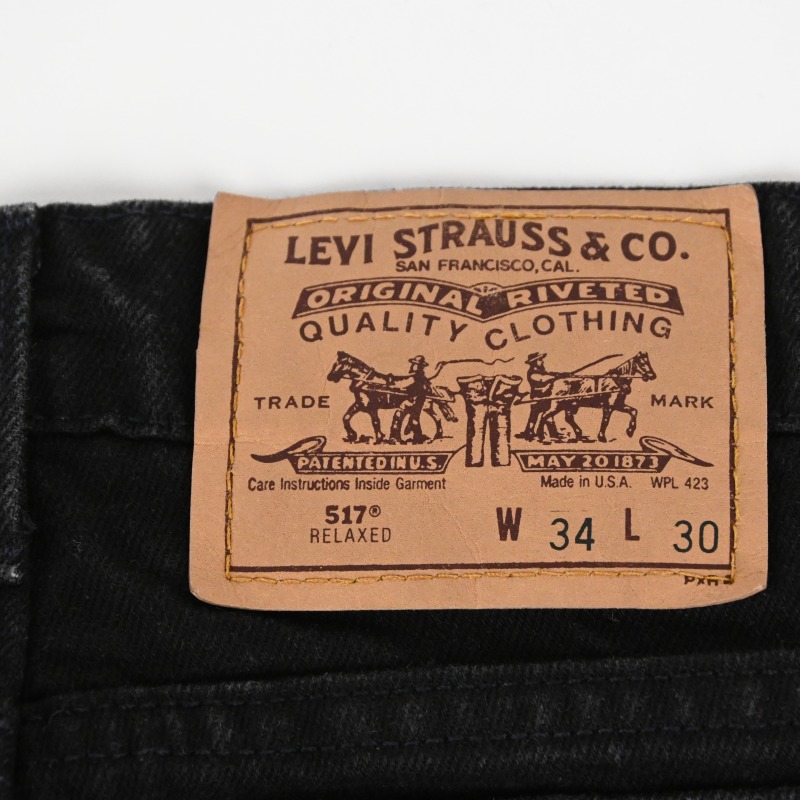 LEVI STRAUSS & CO.
SAN FRANCISCO, CAL.
ORIGINAL RIVETED
QUALITY CLOTHING
TRADE MARK
PATENTED IN U.S. MAY 20 1873
Care Instructions Inside Garment Made in U.S.A. WPL 423
517® W 34 L 30
RELAXED